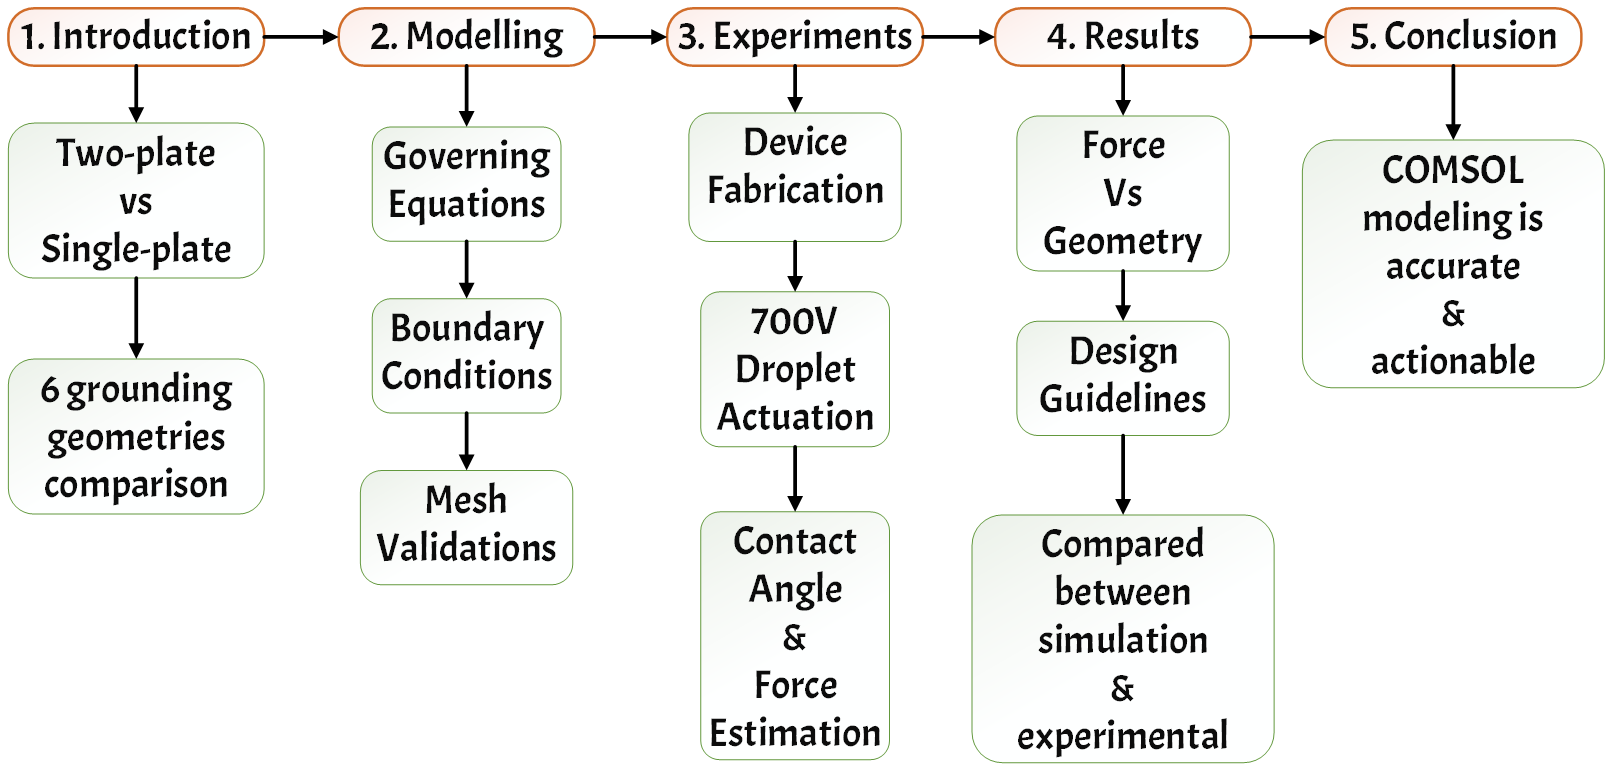 1. Introduction
2. Modelling
3. Experiments
4. Results
5. Conclusion
Two-plate
vs
Single-plate
6 grounding
geometries
comparison
Governing
Equations
Boundary
Conditions
Mesh
Validations
Device
Fabrication
700V
Droplet
Actuation
Contact
Angle
&
Force
Estimation
Force
Vs
Geometry
Design
Guidelines
Compared
between
simulation
&
experimental
COMSOL
modeling is
accurate
&
actionable